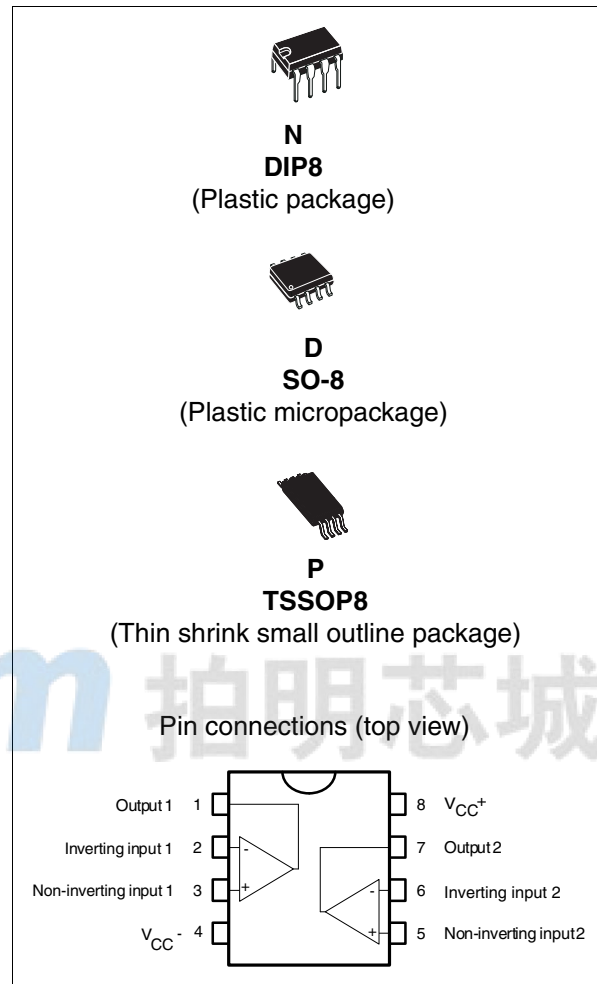 N
DIP8
(Plastic package)
D
SO-8
(Plastic micropackage)
P
TSSOP8
(Thin shrink small outline package)
m 拍明芯城
Pin connections (top view)
Output 1 1
Inverting input 1 2 -
Non-inverting input 1 3 +
VCC - 4
8 VCC+
7 Output 2
- 6 Inverting input 2
+ 5 Non-inverting input2